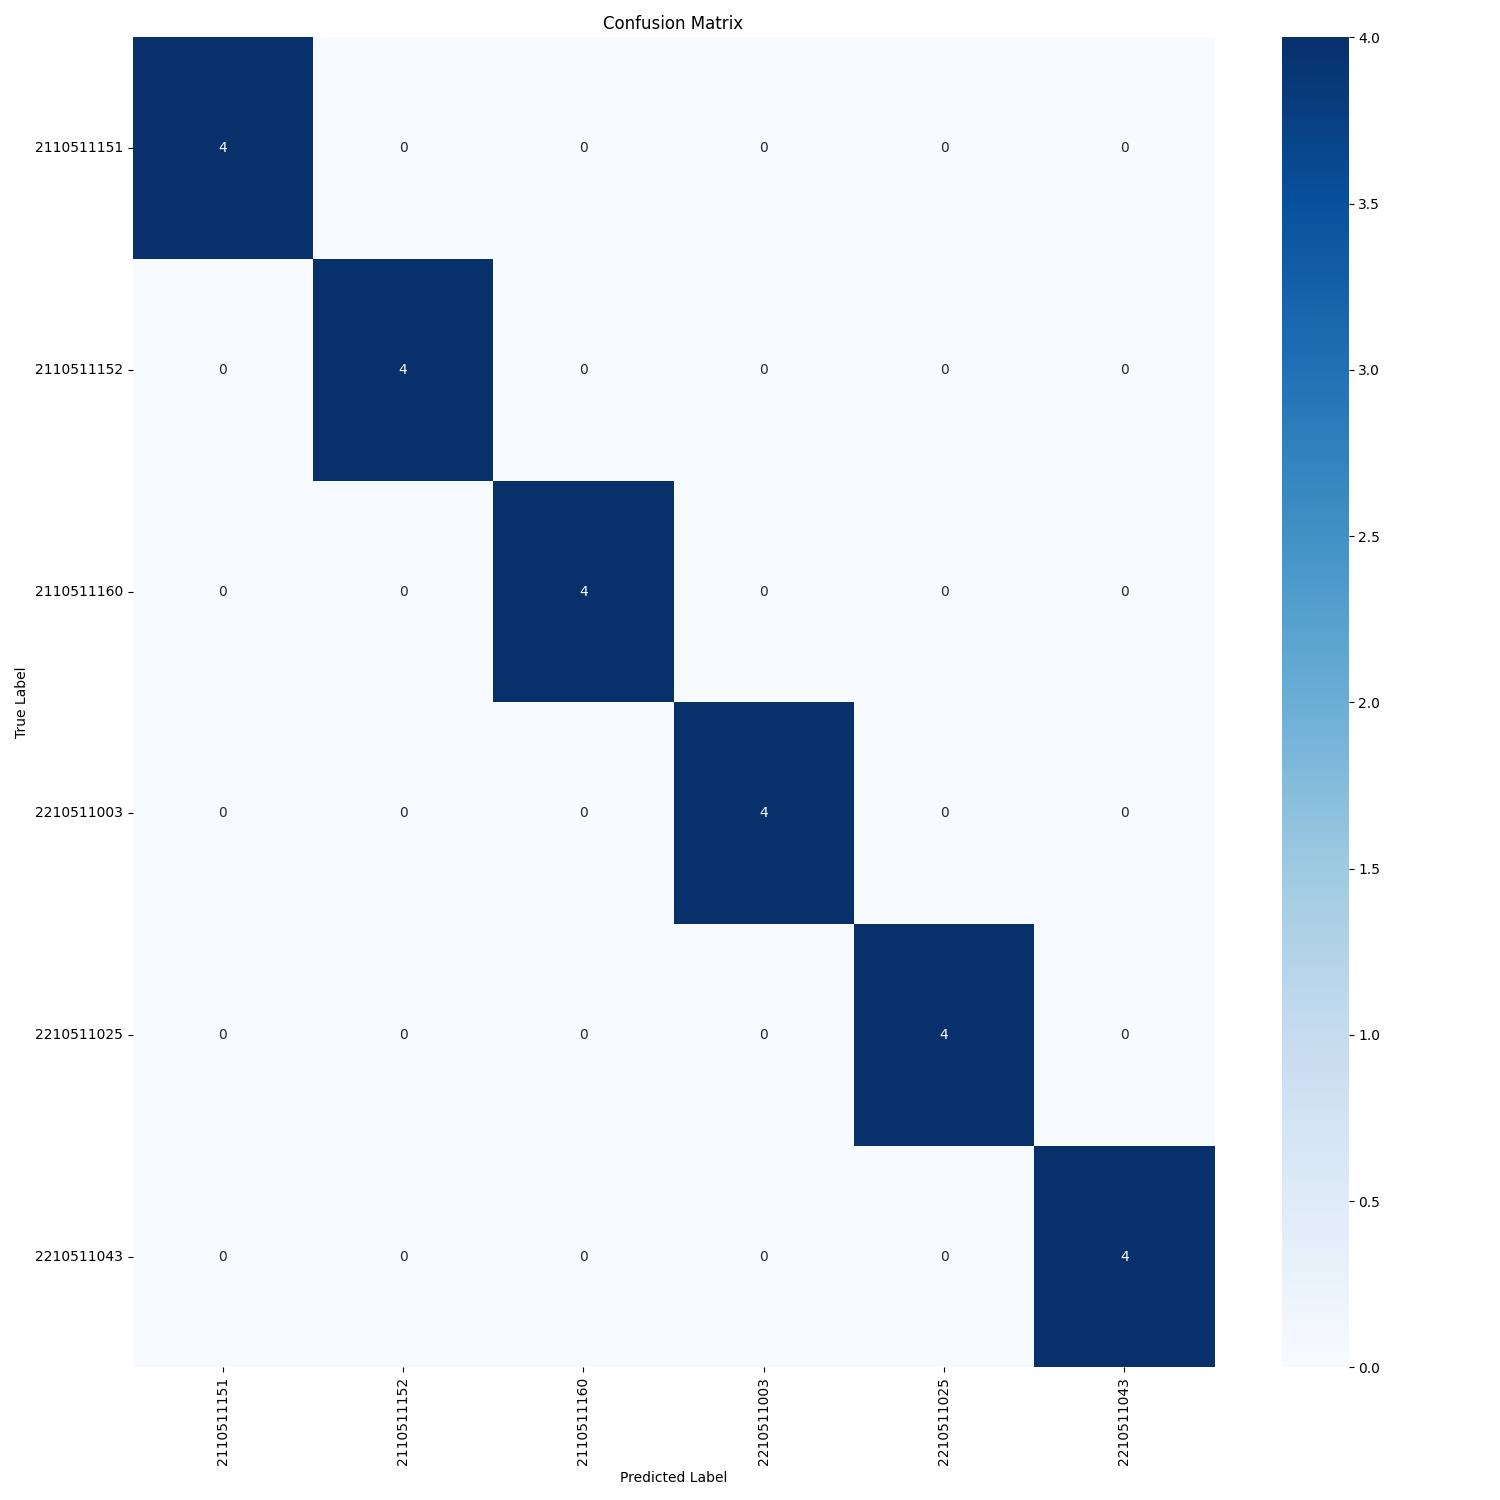 Confusion Matrix
2110511151 4 0 0 0 0 0
2110511152 0 4 0 0 0 0
2110511160 0 0 4 0 0 0
2210511003 0 0 0 4 0 0
2210511025 0 0 0 0 4 0
2210511043 0 0 0 0 0 4
True Label
2110511151 2110511152 2110511160 2210511003 2210511025 2210511043
Predicted Label
4.0
3.5
3.0
2.5
2.0
1.5
1.0
0.5
0.0